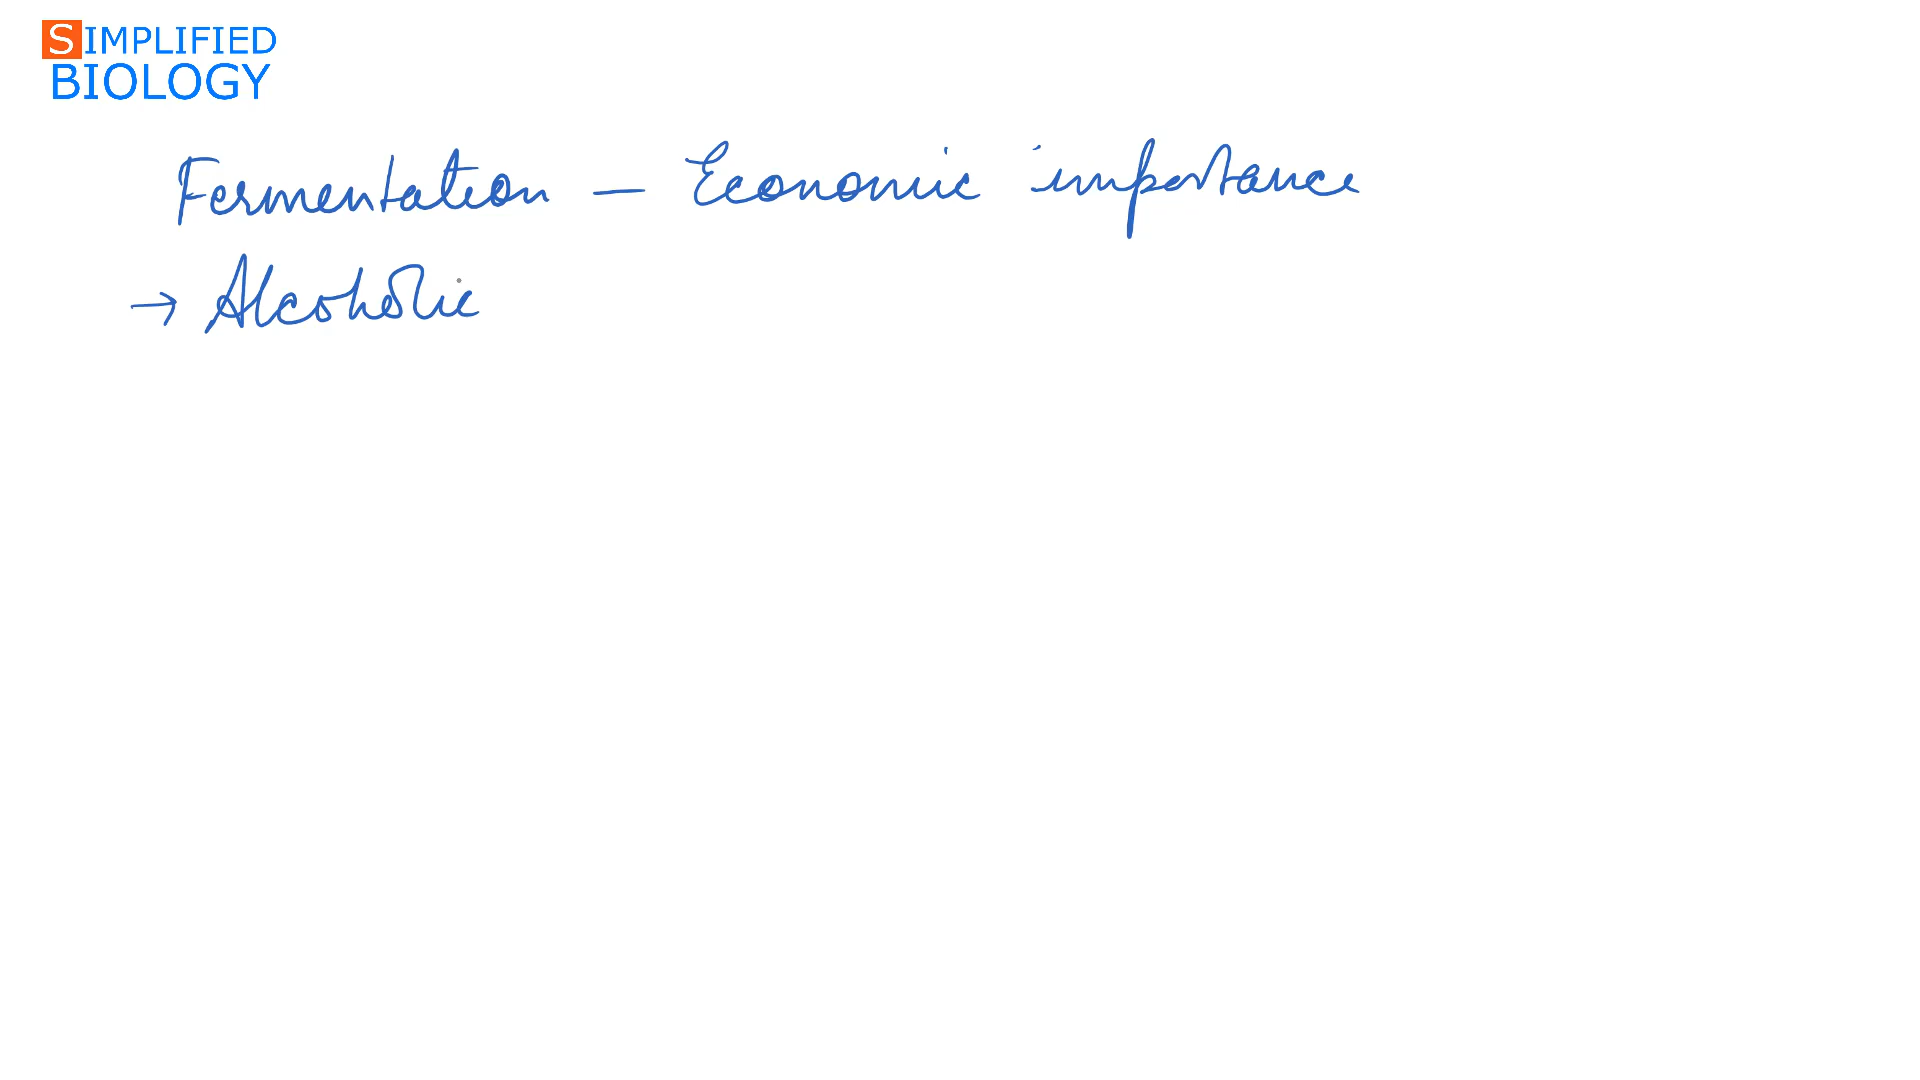 SIMPLIFIED
BIOLOGY
Fermentation — Economic importance
→ Alcoholic